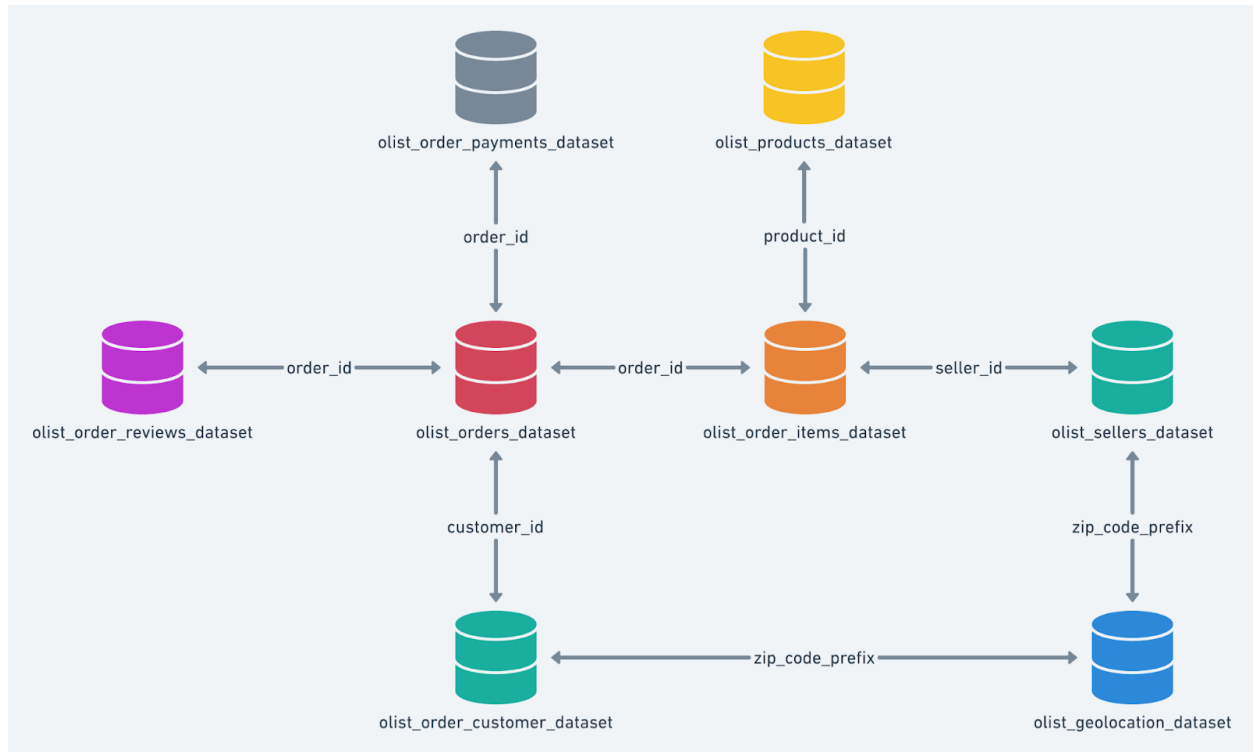 olist_order_payments_dataset
olist_products_dataset
order_id
product_id
order_id
order_id
seller_id
olist_order_reviews_dataset
olist_orders_dataset
olist_order_items_dataset
olist_sellers_dataset
customer_id
zip_code_prefix
zip_code_prefix
olist_order_customer_dataset
olist_geolocation_dataset